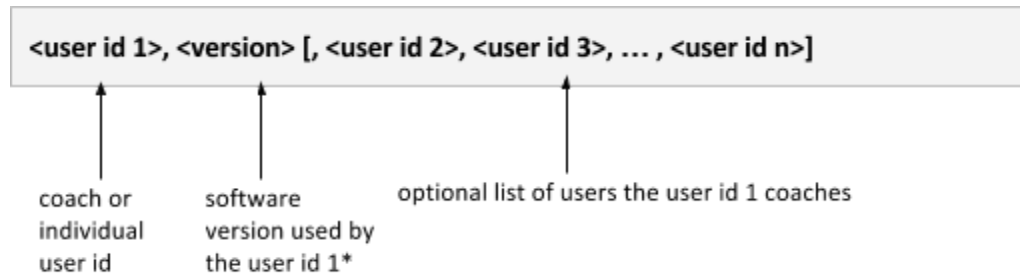 <user id 1>, <version> [, <user id 2>, <user id 3>, … , <user id n>]
coach or
individual
user id
software
version used by
the user id 1*
optional list of users the user id 1 coaches